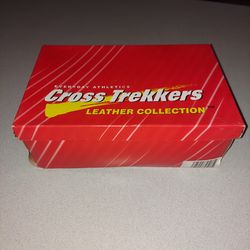 EVERYDAY ATHLETICS
Cross Trekkers
LEATHER COLLECTION